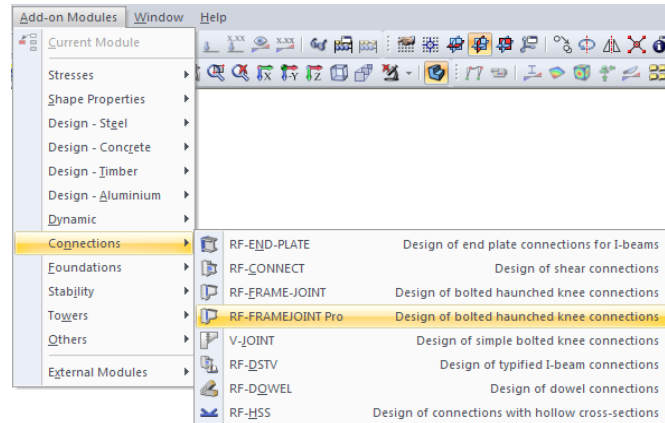 Add-on Modules Window Help
Current Module
Stresses
Shape Properties
Design - Steel
Design - Concrete
Design - Timber
Design - Aluminium
Dynamic
Connections
Foundations
Stability
Towers
Others
External Modules
RF-END-PLATE Design of end plate connections for I-beams
RF-CONNECT Design of shear connections
RF-FRAME-JOINT Design of bolted haunched knee connections
RF-FRAMEJOINT Pro Design of bolted haunched knee connections
V-JOINT Design of simple bolted knee connections
RF-DSTV Design of typified I-beam connections
RF-DOWEL Design of dowel connections
RF-HSS Design of connections with hollow cross-sections